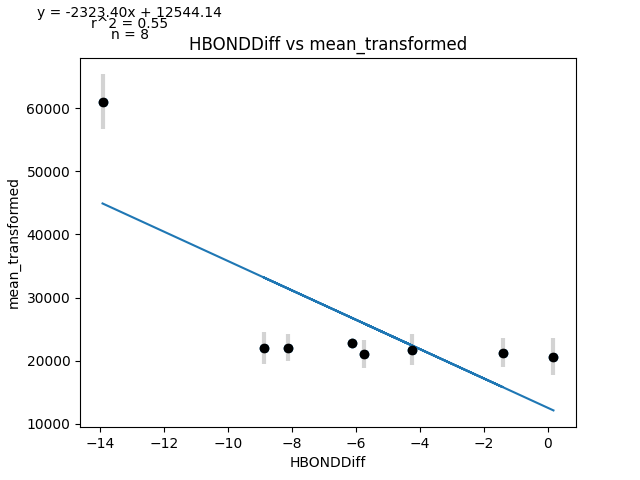 y = -2323.40x + 12544.14
r^2 = 0.55
n = 8
HBONDDiff vs mean_transformed
60000
50000
40000
30000
20000
10000
mean_transformed
−14 −12 −10 −8 −6 −4 −2 0
HBONDDiff